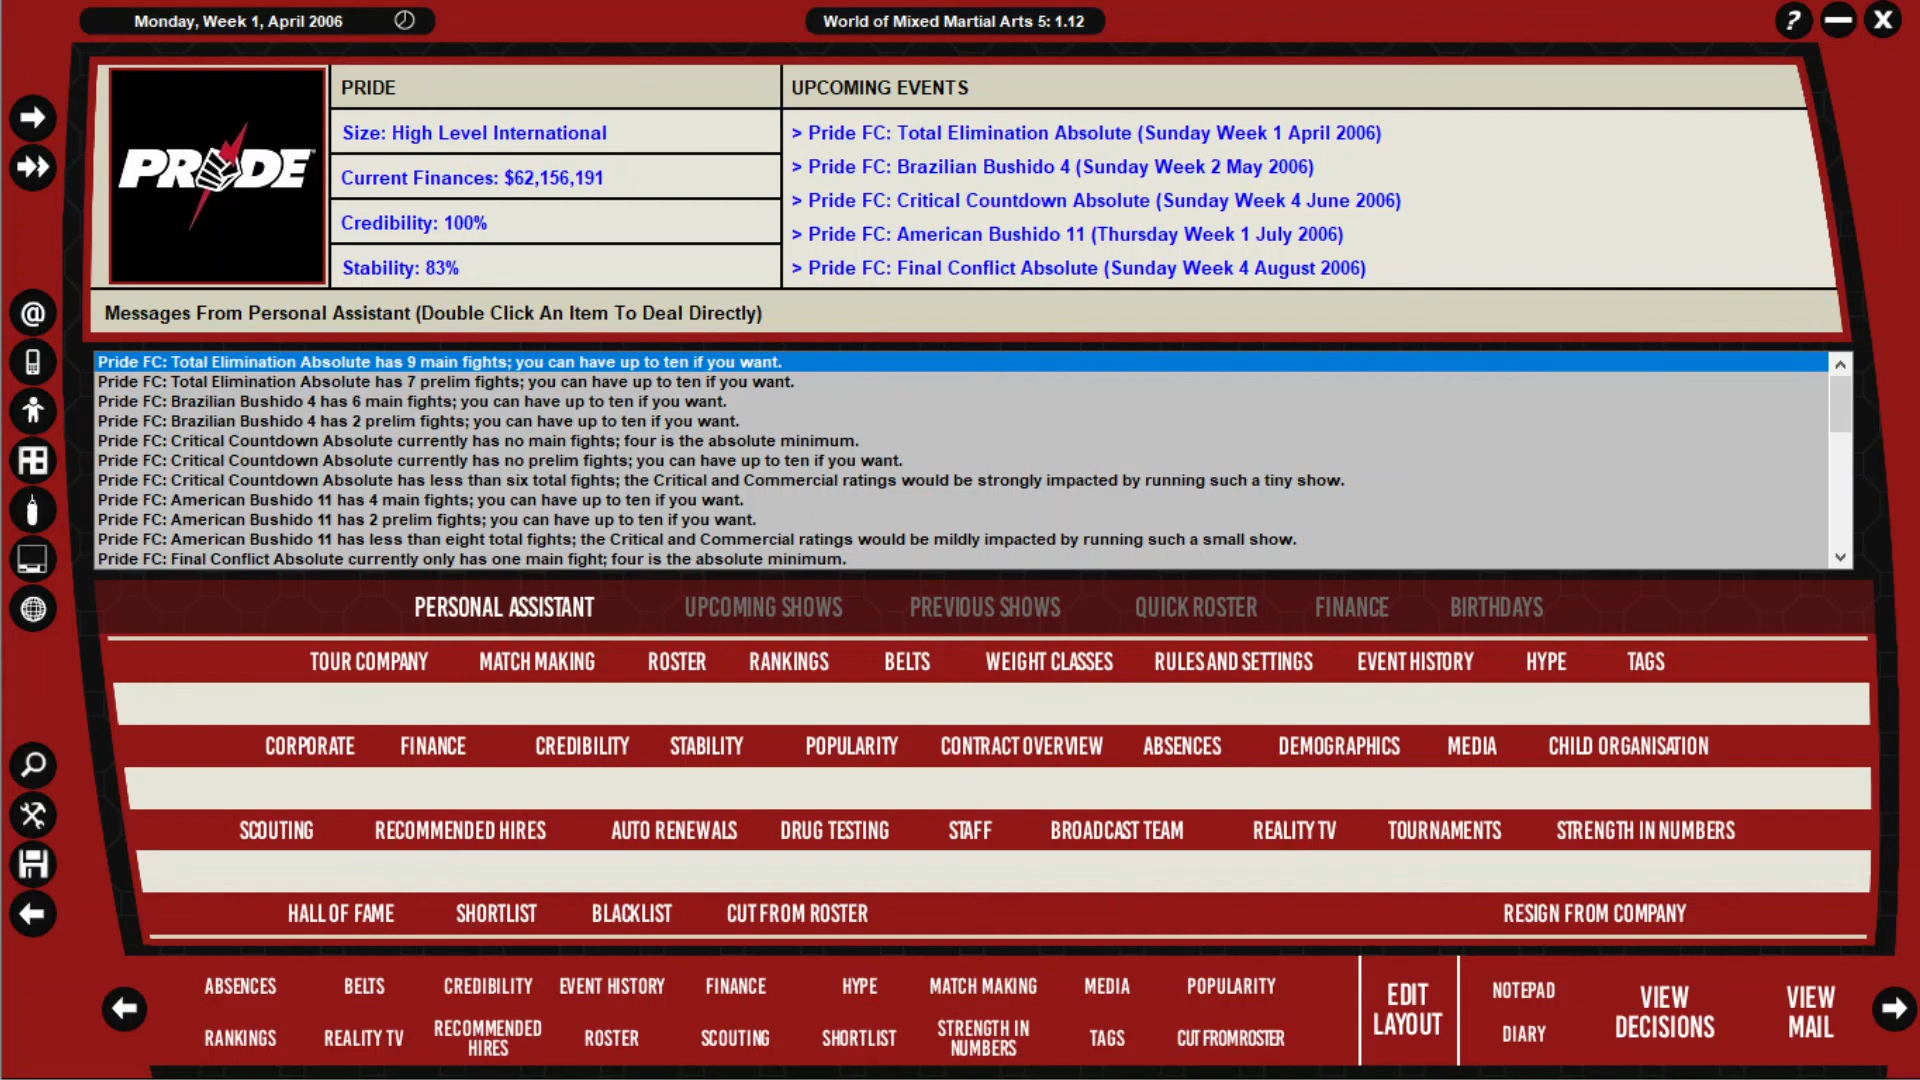 Monday, Week 1, April 2006
World of Mixed Martial Arts 5: 1.12
?
X
PRIDE
PRIDE
UPCOMING EVENTS
Size: High Level International
Current Finances: $62,156,191
Credibility: 100%
Stability: 83%
> Pride FC: Total Elimination Absolute (Sunday Week 1 April 2006)
> Pride FC: Brazilian Bushido 4 (Sunday Week 2 May 2006)
> Pride FC: Critical Countdown Absolute (Sunday Week 4 June 2006)
> Pride FC: American Bushido 11 (Thursday Week 1 July 2006)
> Pride FC: Final Conflict Absolute (Sunday Week 4 August 2006)
Messages From Personal Assistant (Double Click An Item To Deal Directly)
Pride FC: Total Elimination Absolute has 9 main fights; you can have up to ten if you want.
Pride FC: Total Elimination Absolute has 7 prelim fights; you can have up to ten if you want.
Pride FC: Brazilian Bushido 4 has 6 main fights; you can have up to ten if you want.
Pride FC: Brazilian Bushido 4 has 2 prelim fights; you can have up to ten if you want.
Pride FC: Critical Countdown Absolute currently has no main fights; four is the absolute minimum.
Pride FC: Critical Countdown Absolute currently has no prelim fights; you can have up to ten if you want.
Pride FC: Critical Countdown Absolute has less than six total fights; the Critical and Commercial ratings would be strongly impacted by running such a tiny show.
Pride FC: American Bushido 11 has 4 main fights; you can have up to ten if you want.
Pride FC: American Bushido 11 has 2 prelim fights; you can have up to ten if you want.
Pride FC: American Bushido 11 has less than eight total fights; the Critical and Commercial ratings would be mildly impacted by running such a small show.
Pride FC: Final Conflict Absolute currently only has one main fight; four is the absolute minimum.
@
PERSONAL ASSISTANT UPCOMING SHOWS PREVIOUS SHOWS QUICK ROSTER FINANCE BIRTHDAYS
TOUR COMPANY MATCH MAKING ROSTER RANKINGS BELTS WEIGHT CLASSES RULES AND SETTINGS EVENT HISTORY HYPE TAGS
CORPORATE FINANCE CREDIBILITY STABILITY POPULARITY CONTRACT OVERVIEW ABSENCES DEMOGRAPHICS MEDIA CHILD ORGANISATION
SCOUTING RECOMMENDED HIRES AUTO RENEWALS DRUG TESTING STAFF BROADCAST TEAM REALITY TV TOURNAMENTS STRENGTH IN NUMBERS
HALL OF FAME SHORTLIST BLACKLIST CUT FROM ROSTER RESIGN FROM COMPANY
ABSENCES BELTS CREDIBILITY EVENT HISTORY FINANCE HYPE MATCH MAKING MEDIA POPULARITY
RANKINGS REALITY TV RECOMMENDED HIRES ROSTER SCOUTING SHORTLIST STRENGTH IN NUMBERS TAGS CUT FROM ROSTER
EDIT
LAYOUT
NOTEPAD
DIARY
VIEW
DECISIONS
VIEW
MAIL